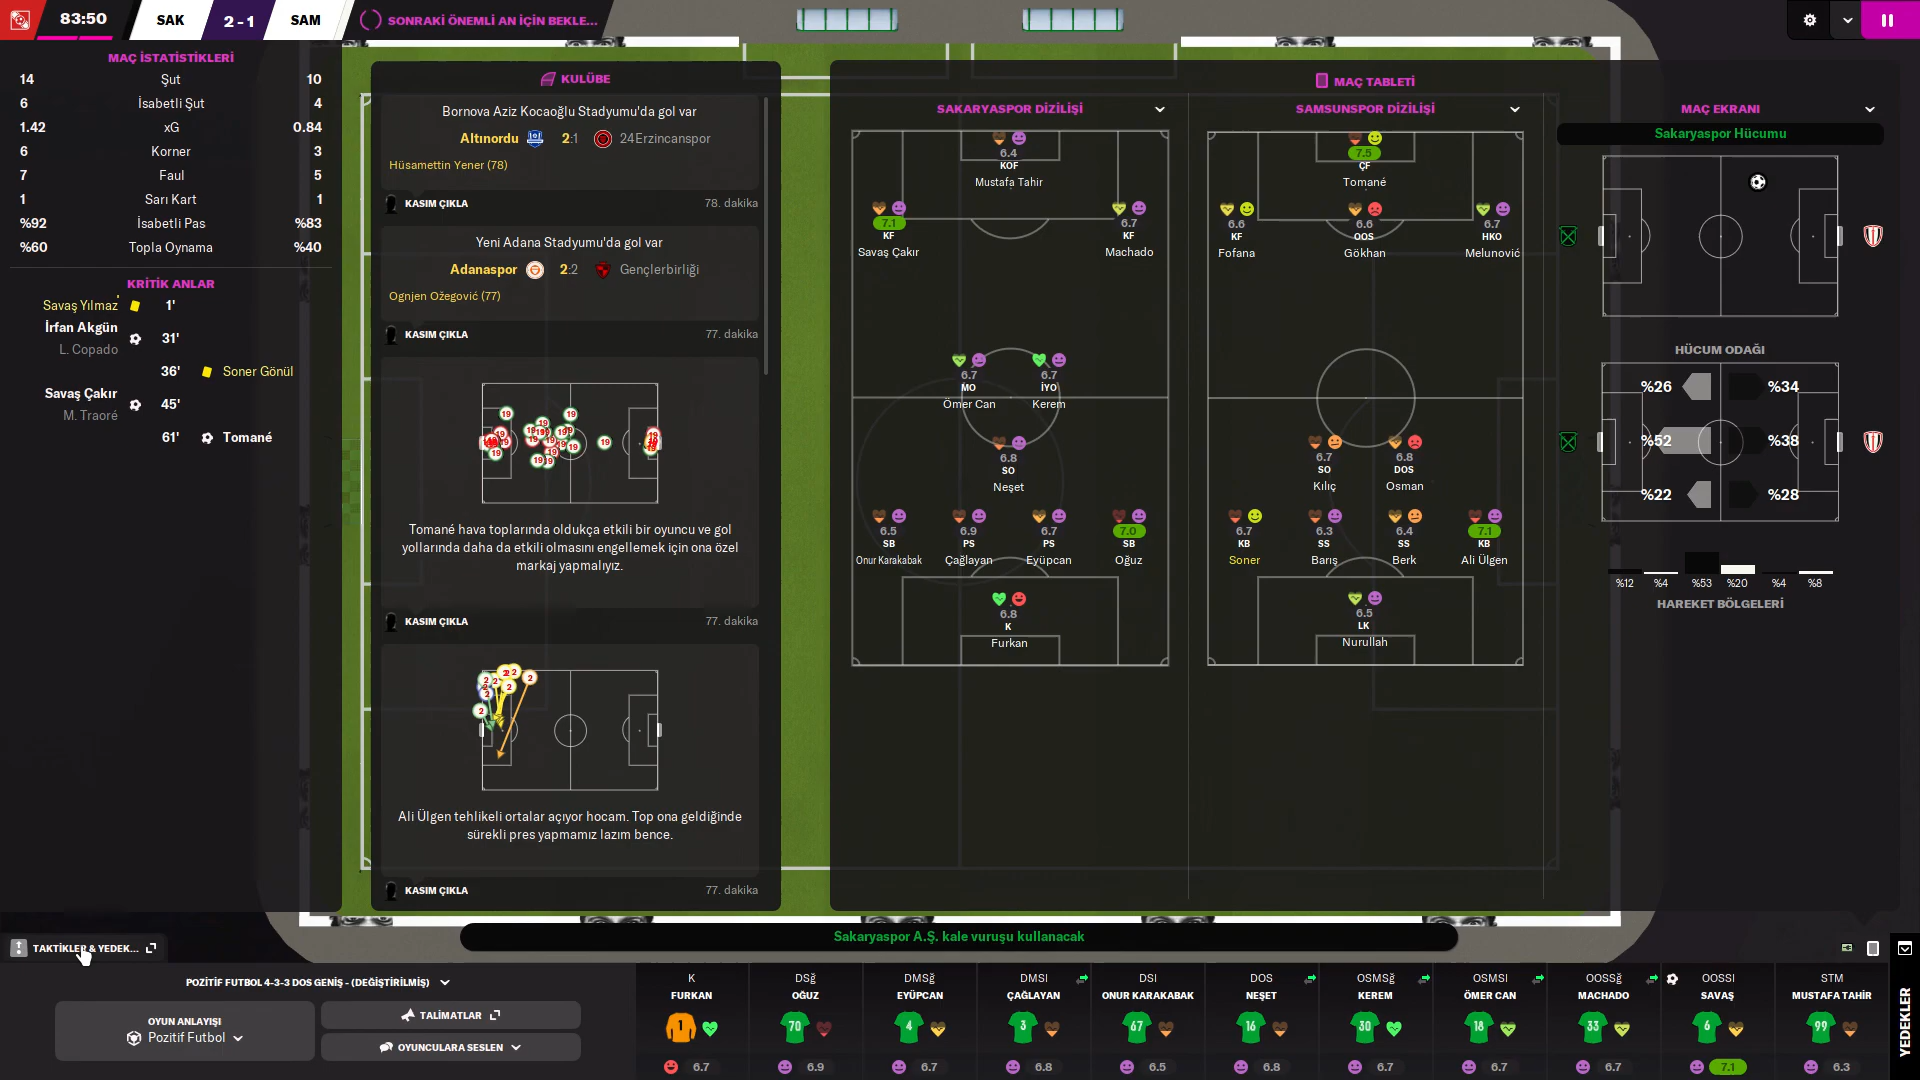 83:50
SAK
2 - 1
SAM
SONRAKİ ÖNEMLİ AN İÇİN BEKLE...
MAÇ İSTATİSTİKLERİ
14 Şut 10
6 İsabetli Şut 4
1.42 xG 0.84
6 Korner 3
7 Faul 5
1 Sarı Kart 1
%92 İsabetli Pas %83
%60 Topla Oynama %40
KRİTİK ANLAR
Savaş Yılmaz 1'
İrfan Akgün 31'
L. Copado
36' Soner Gönül
Savaş Çakır 45'
M. Traoré
61' Tomané
KULÜBE
Bornova Aziz Kocaoğlu Stadyumu'da gol var
Altınordu 2:1 24Erzincanspor
Hüsamettin Yener (78)
KASIM ÇIKLA 78. dakika
Yeni Adana Stadyumu'da gol var
Adanaspor 2:2 Gençlerbirliği
Ognjen Ožegović (77)
KASIM ÇIKLA 77. dakika
Tomané hava toplarında oldukça etkili bir oyuncu ve gol
yollarında daha da etkili olmasını engellemek için ona özel
markaj yapmalıyız.
KASIM ÇIKLA 77. dakika
Ali Ülgen tehlikeli ortalar açıyor hocam. Top ona geldiğinde
sürekli pres yapmamız lazım bence.
KASIM ÇIKLA 77. dakika
MAÇ TABLETİ
SAKARYASPOR DİZİLİŞİ
6.4
KOF
Mustafa Tahir
7.1
KF
Savaş Çakır
6.7
KF
Machado
6.7
MO
Ömer Can
6.7
İYO
Kerem
6.8
SO
Neşet
6.5
SB
Onur Karakabak
6.9
PS
Çağlayan
6.7
PS
Eyüpcan
7.0
SB
Oğuz
6.8
K
Furkan
SAMSUNSPOR DİZİLİŞİ
7.5
ÇF
Tomané
6.6
KF
Fofana
6.6
OOS
Gökhan
6.7
HKO
Melunović
6.7
SO
Kılıç
6.8
DOS
Osman
6.7
KB
Soner
6.3
SS
Barış
6.4
SS
Berk
7.1
KB
Ali Ülgen
6.5
LK
Nurullah
MAÇ EKRANI
Sakaryaspor Hücumu
HÜCUM ODAĞI
%26 %34
%52 %38
%22 %28
%12 %4 %53 %20 %4 %8
HAREKET BÖLGELERİ
Sakaryaspor A.Ş. kale vuruşu kullanacak
TAKTİKLER & YEDEK...
POZİTİF FUTBOL 4-3-3 DOS GENİŞ - (DEĞİŞTİRİLMİŞ)
OYUN ANLAYIŞI
Pozitif Futbol
TALİMATLAR
OYUNCULARA SESLEN
K
FURKAN
1
6.7
DSğ
OĞUZ
70
6.9
DMSğ
EYÜPCAN
4
6.7
DMSl
ÇAĞLAYAN
3
6.8
DSl
ONUR KARAKABAK
67
6.5
DOS
NEŞET
16
6.8
OSMSğ
KEREM
30
6.7
OSMSl
ÖMER CAN
18
6.7
OOSSğ
MACHADO
33
6.7
OOSSl
SAVAŞ
6
7.1
STM
MUSTAFA TAHİR
99
6.3
YEDEKLER